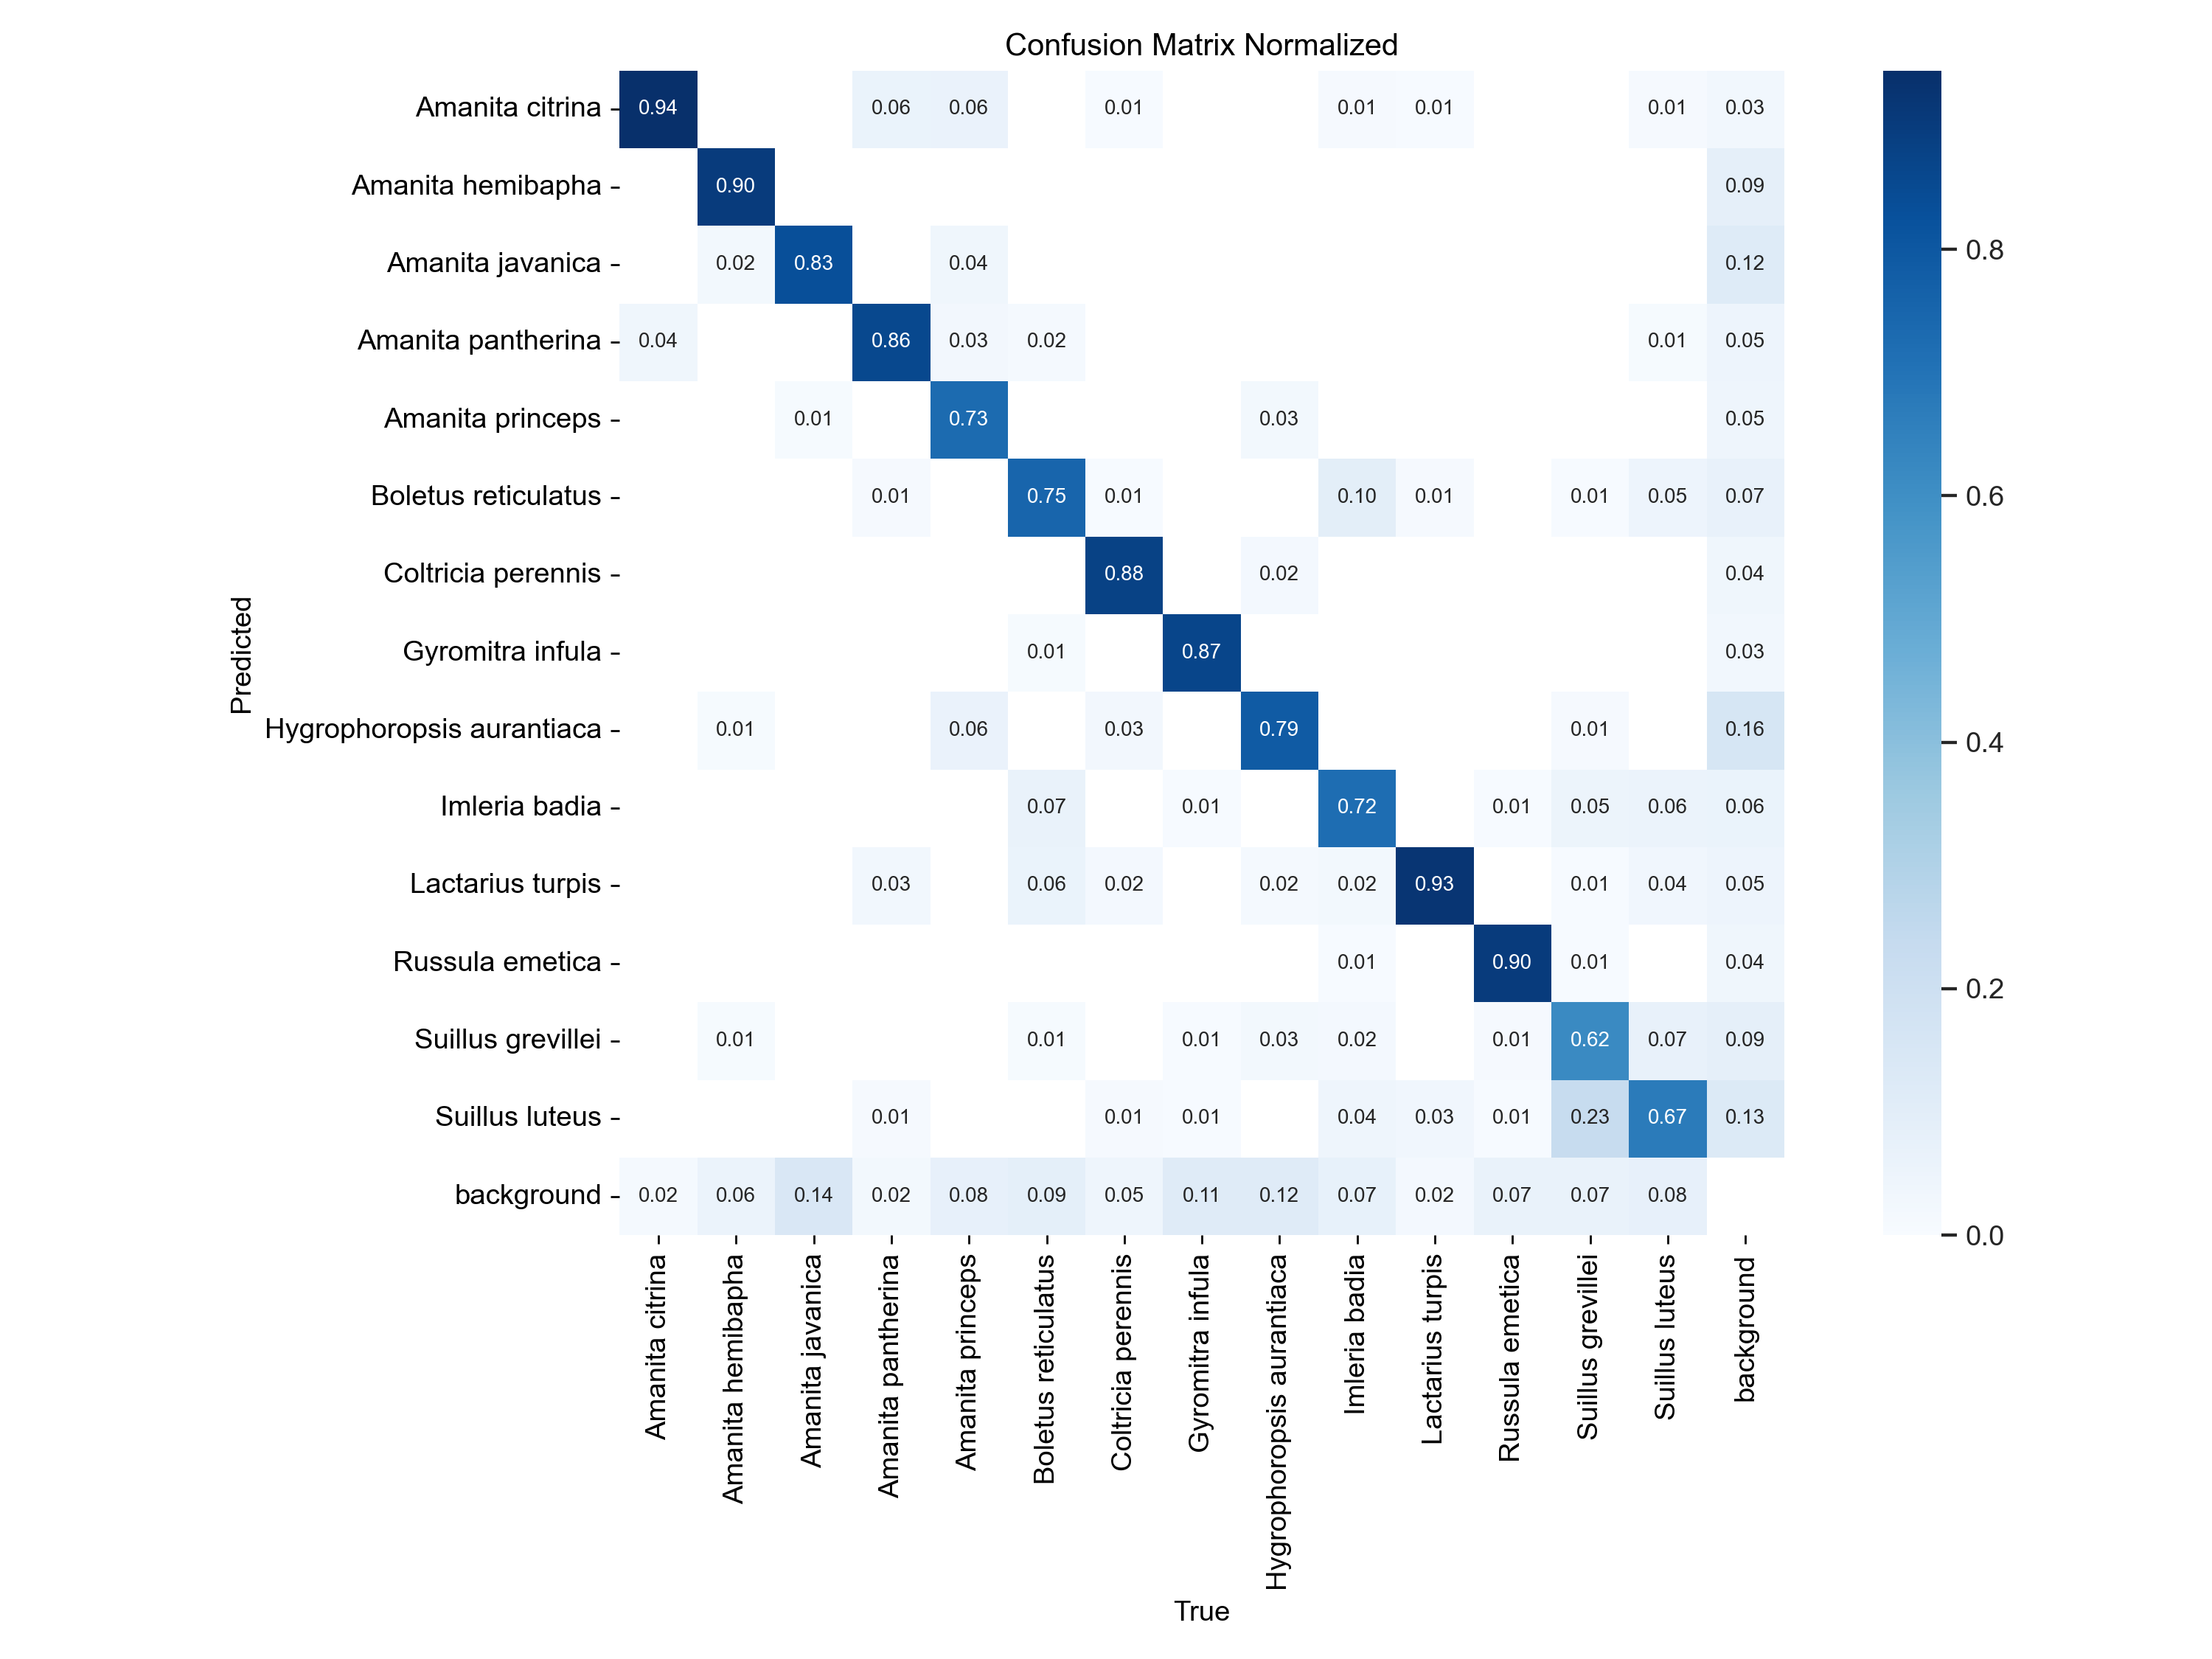 Confusion Matrix Normalized
Amanita citrina 0.94 0.06 0.06 0.01 0.01 0.01 0.01 0.03
Amanita hemibapha 0.90 0.09
Amanita javanica 0.02 0.83 0.04 0.12 0.8
Amanita pantherina 0.04 0.86 0.03 0.02 0.01 0.05
Amanita princeps 0.01 0.73 0.03 0.05
Boletus reticulatus 0.01 0.75 0.01 0.10 0.01 0.01 0.05 0.07 0.6
Coltricia perennis 0.88 0.02 0.04
Predicted
Gyromitra infula 0.01 0.87 0.03
Hygrophoropsis aurantiaca 0.01 0.06 0.03 0.79 0.01 0.16 0.4
Imleria badia 0.07 0.01 0.72 0.01 0.05 0.06 0.06
Lactarius turpis 0.03 0.06 0.02 0.02 0.02 0.93 0.01 0.04 0.05
Russula emetica 0.01 0.90 0.01 0.04 0.2
Suillus grevillei 0.01 0.01 0.01 0.03 0.02 0.01 0.62 0.07 0.09
Suillus luteus 0.01 0.01 0.01 0.04 0.03 0.01 0.23 0.67 0.13
background 0.02 0.06 0.14 0.02 0.08 0.09 0.05 0.11 0.12 0.07 0.02 0.07 0.07 0.08 0.0
Amanita citrina
Amanita hemibapha
Amanita javanica
Amanita pantherina
Amanita princeps
Boletus reticulatus
Coltricia perennis
Gyromitra infula
Hygrophoropsis aurantiaca
Imleria badia
Lactarius turpis
Russula emetica
Suillus grevillei
Suillus luteus
background
True